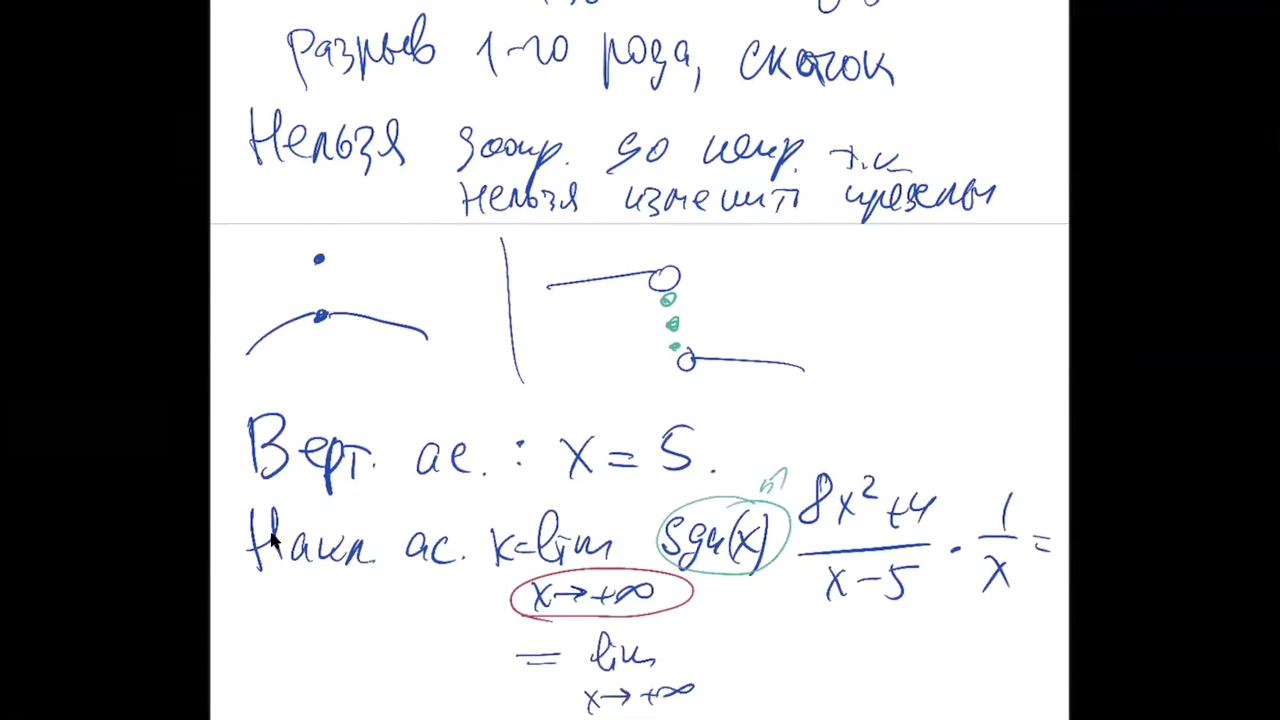 разрыв 1-го рода, скачок
Нельзя доопр. до непр. т.к
нельзя изменить пределы
Верт. ас. : x = 5.
Накл ас. k=lim sgn(x) (8x²+4)/(x-5) · 1/x =
x→+∞
= lim
x→+∞